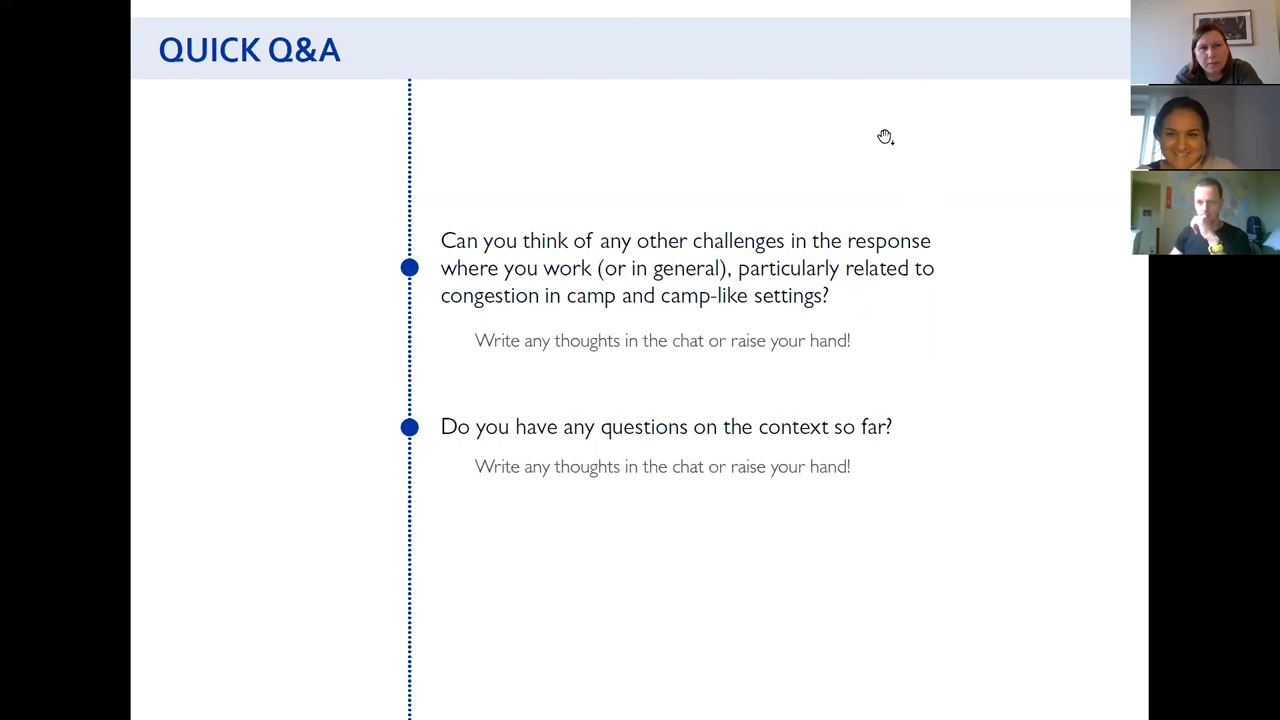 QUICK Q&A
Can you think of any other challenges in the response
where you work (or in general), particularly related to
congestion in camp and camp-like settings?
Write any thoughts in the chat or raise your hand!
Do you have any questions on the context so far?
Write any thoughts in the chat or raise your hand!